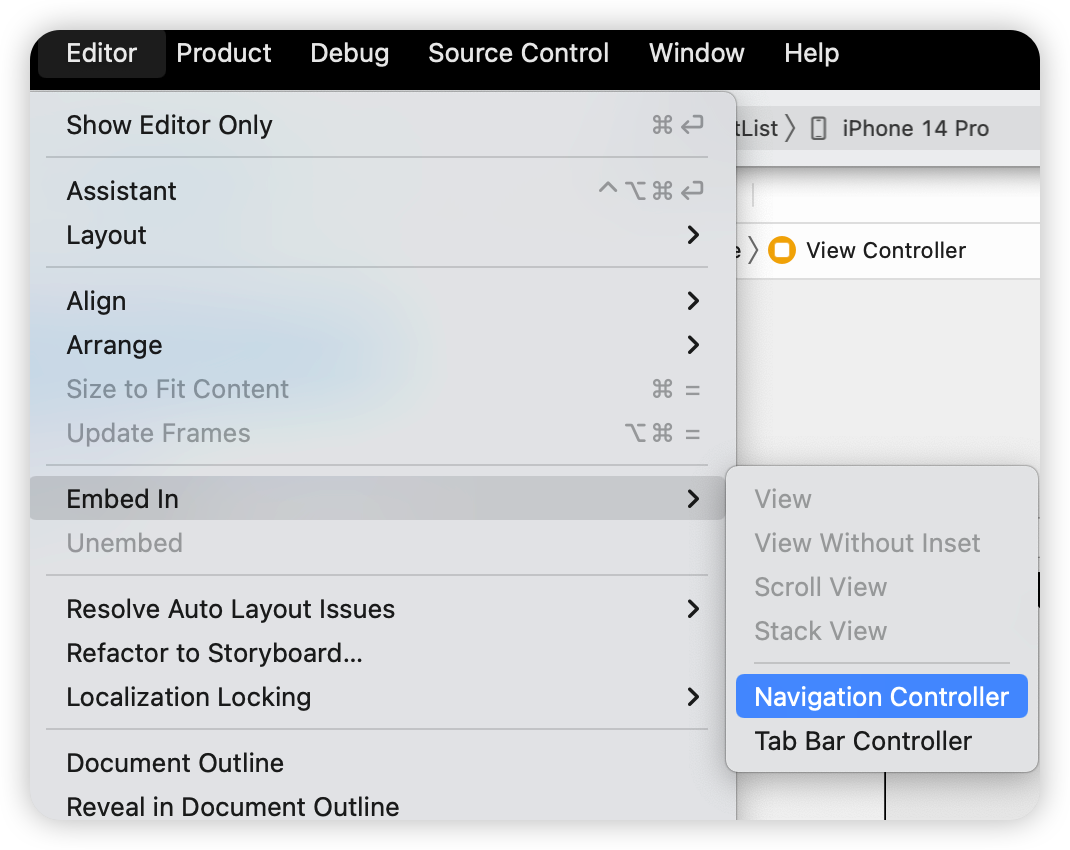 Editor Product Debug Source Control Window Help
Show Editor Only ⌘ ↩
tList 〉 iPhone 14 Pro
Assistant ^⌥⌘ ↩
Layout
e 〉 View Controller
Align
Arrange
Size to Fit Content ⌘ =
Update Frames ⌥⌘ =
Embed In
Unembed
Resolve Auto Layout Issues
Refactor to Storyboard...
Localization Locking
Document Outline
Reveal in Document Outline
View
View Without Inset
Scroll View
Stack View
Navigation Controller
Tab Bar Controller